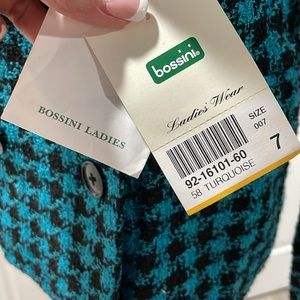 BOSSINI LADIES
bossini®
Ladies' Wear
SIZE
007
7
92-16101-60
58 TURQUOISE